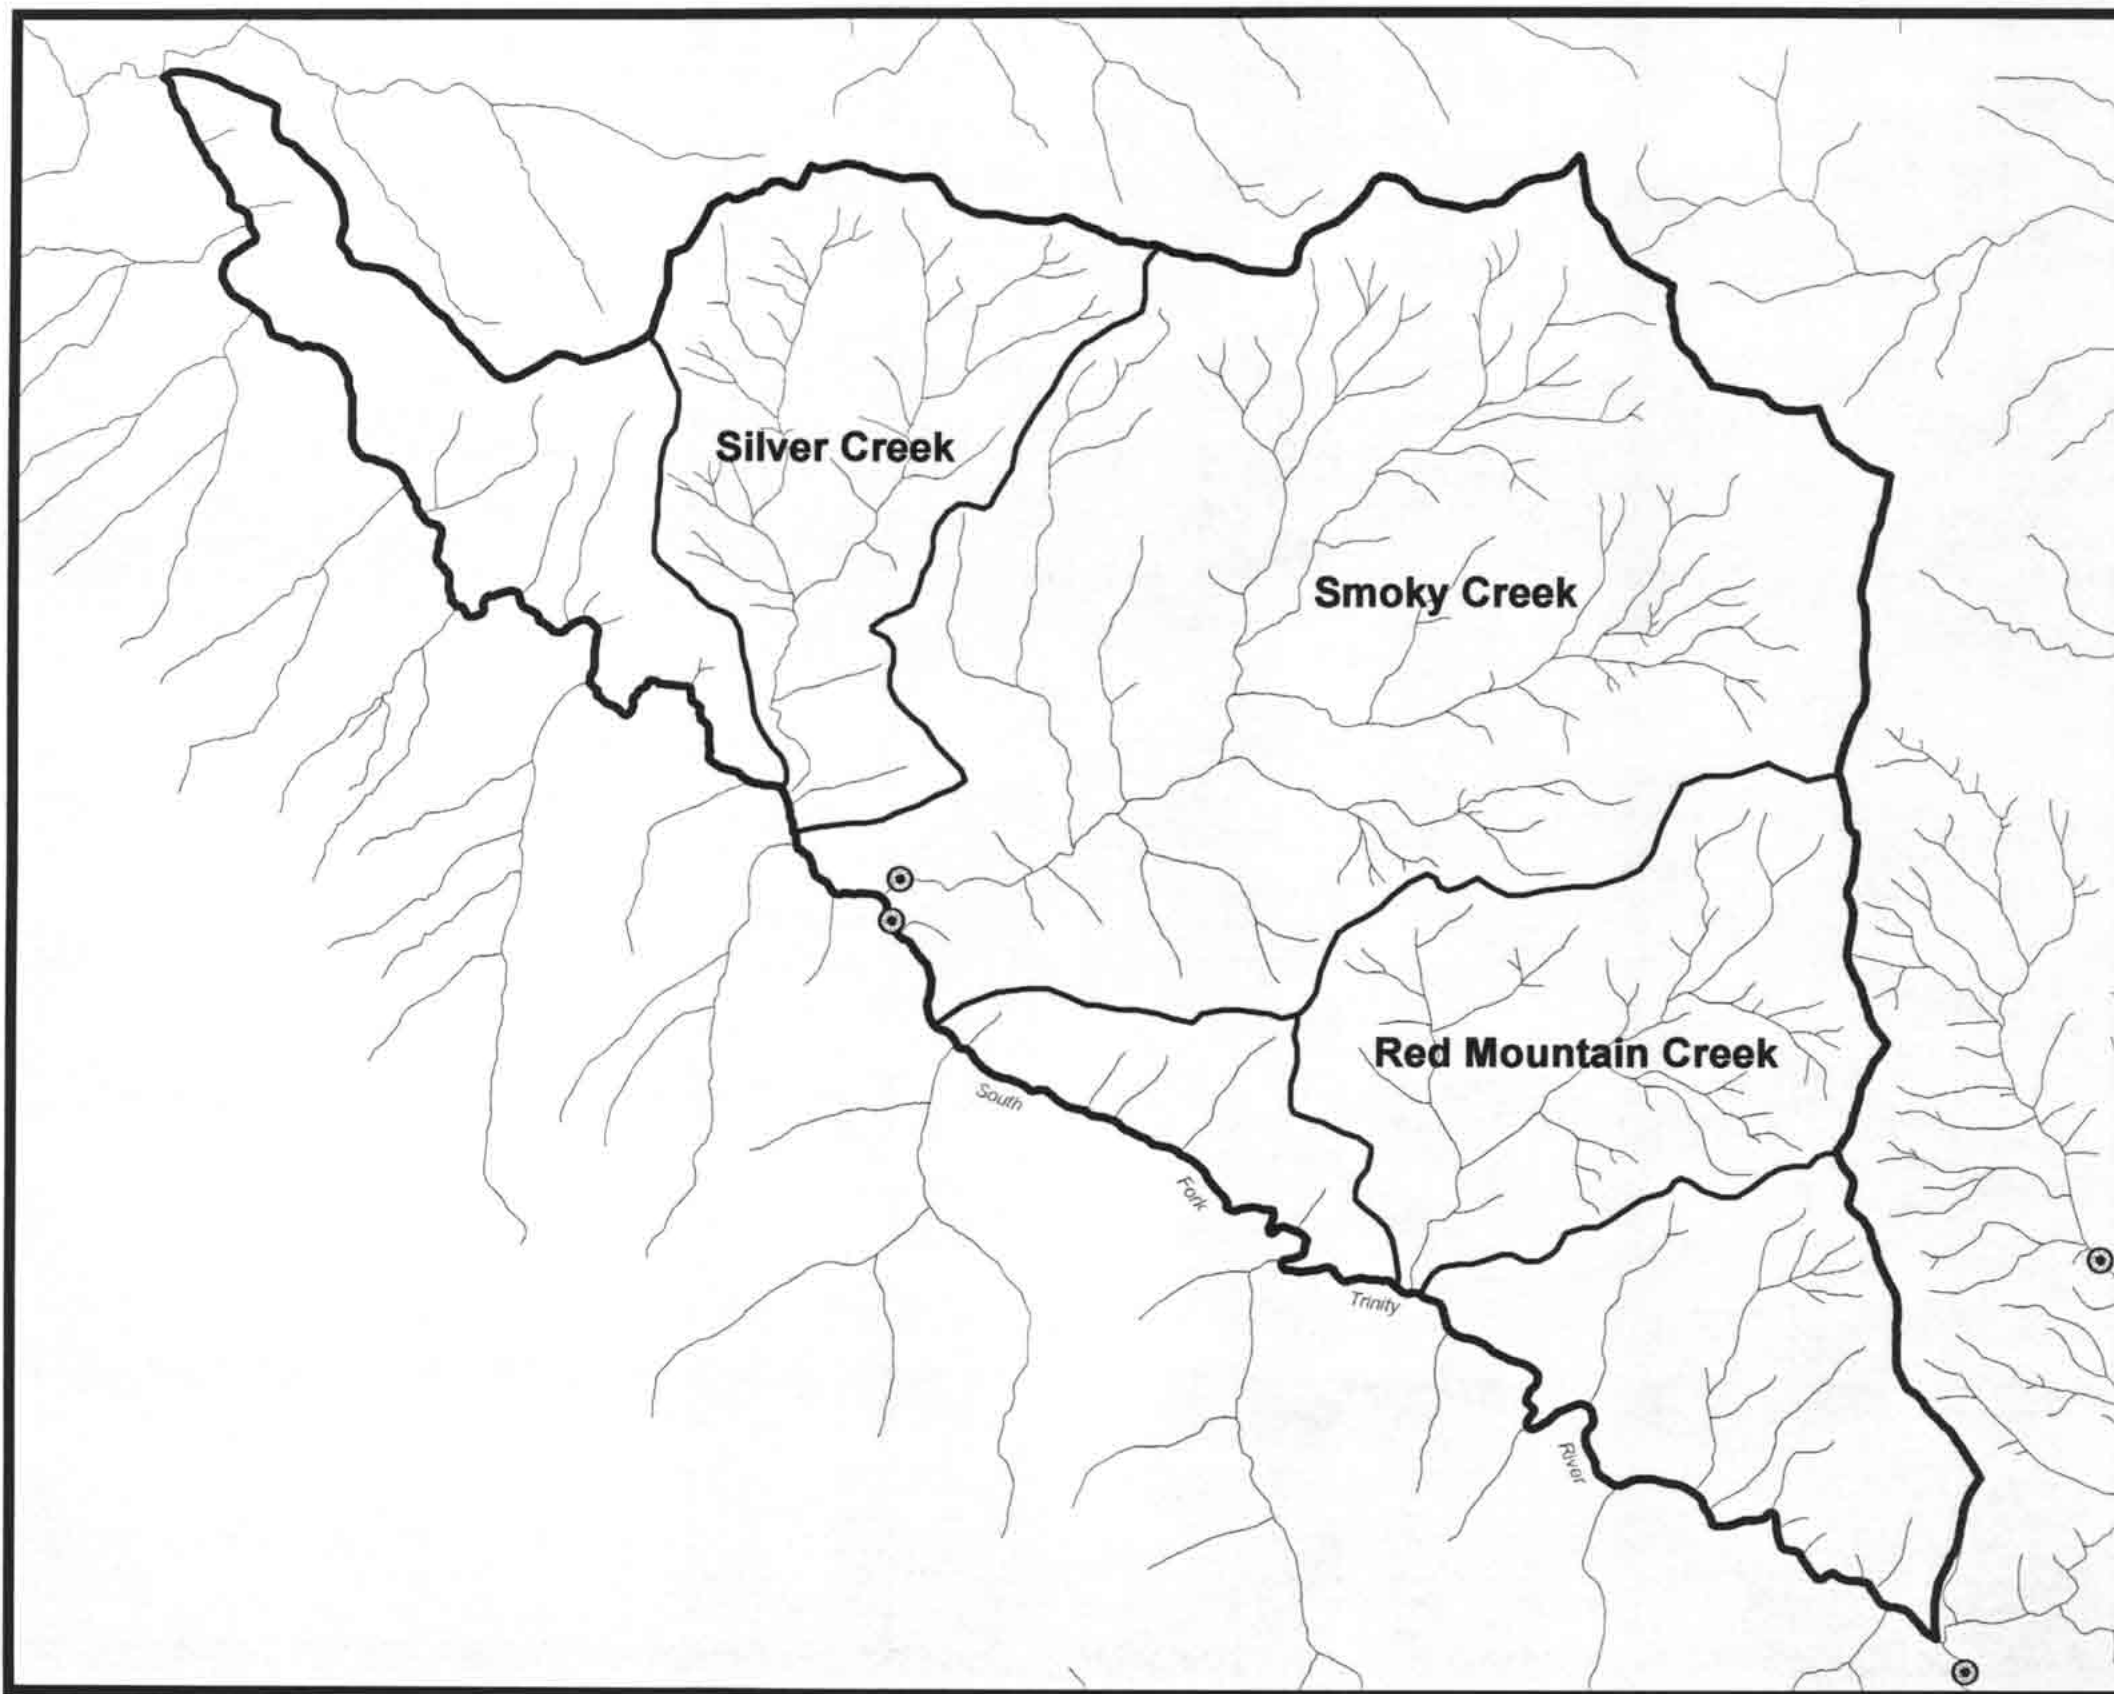 Silver Creek
Smoky Creek
Red Mountain Creek
South
Fork
Trinity
River